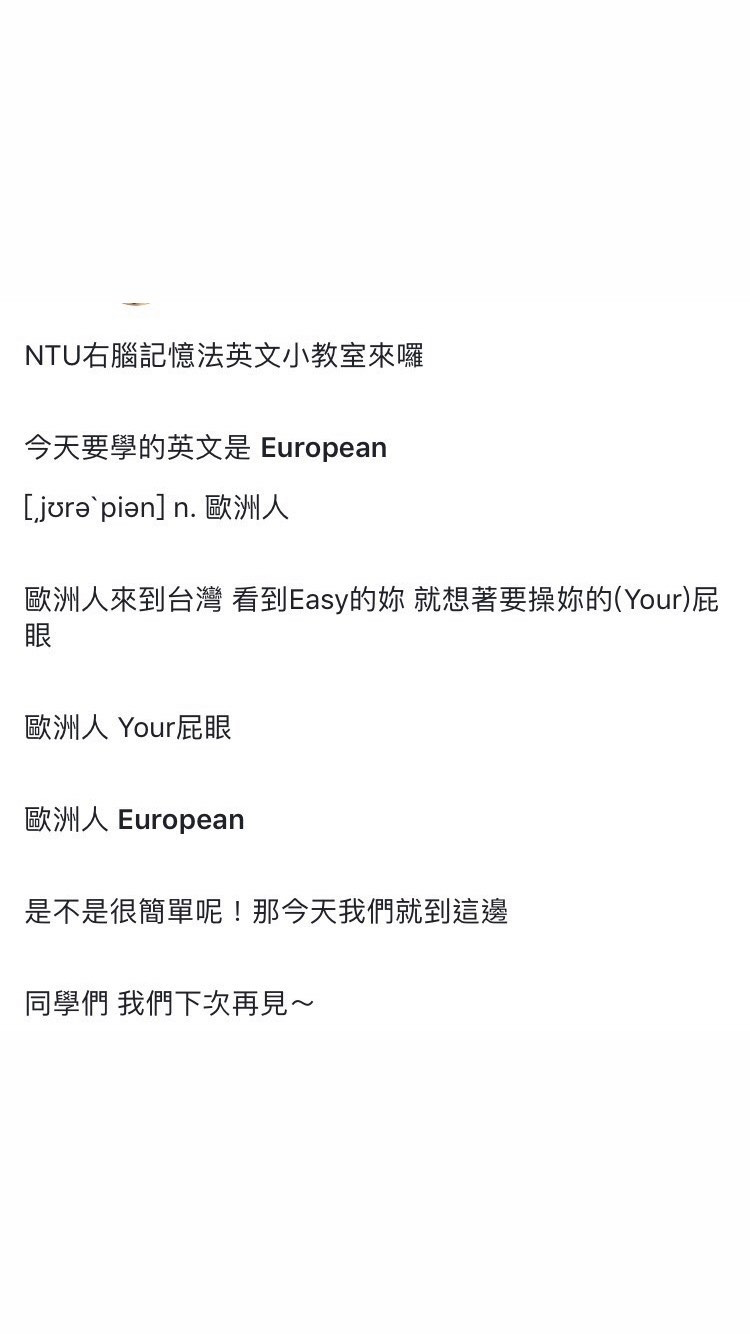 NTU右腦記憶法英文小教室來囉
今天要學的英文是 European
[͵jʊrəˋpiən] n. 歐洲人
歐洲人來到台灣 看到Easy的妳 就想著要操妳的(Your)屁
眼
歐洲人 Your屁眼
歐洲人 European
是不是很簡單呢！那今天我們就到這邊
同學們 我們下次再見～